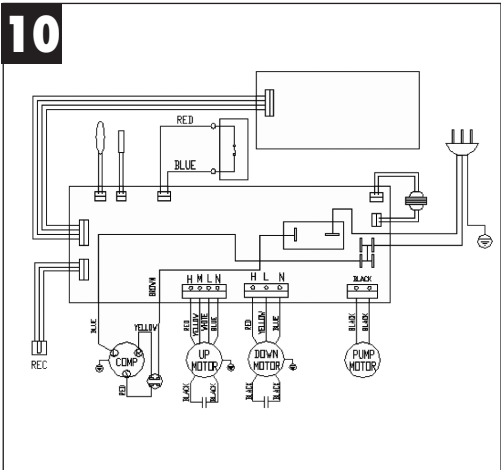 10
RED
BLUE
BROWN
H M L N
H L N
BLACK
BLUE
YELLOW
RED
YELLOW
WHITE
BLUE
RED
YELLOW
BLUE
BLACK
BLACK
REC
COMP
UP
MOTOR
DOWN
MOTOR
PUMP
MOTOR
RED
BLACK
BLACK
BLACK
BLACK